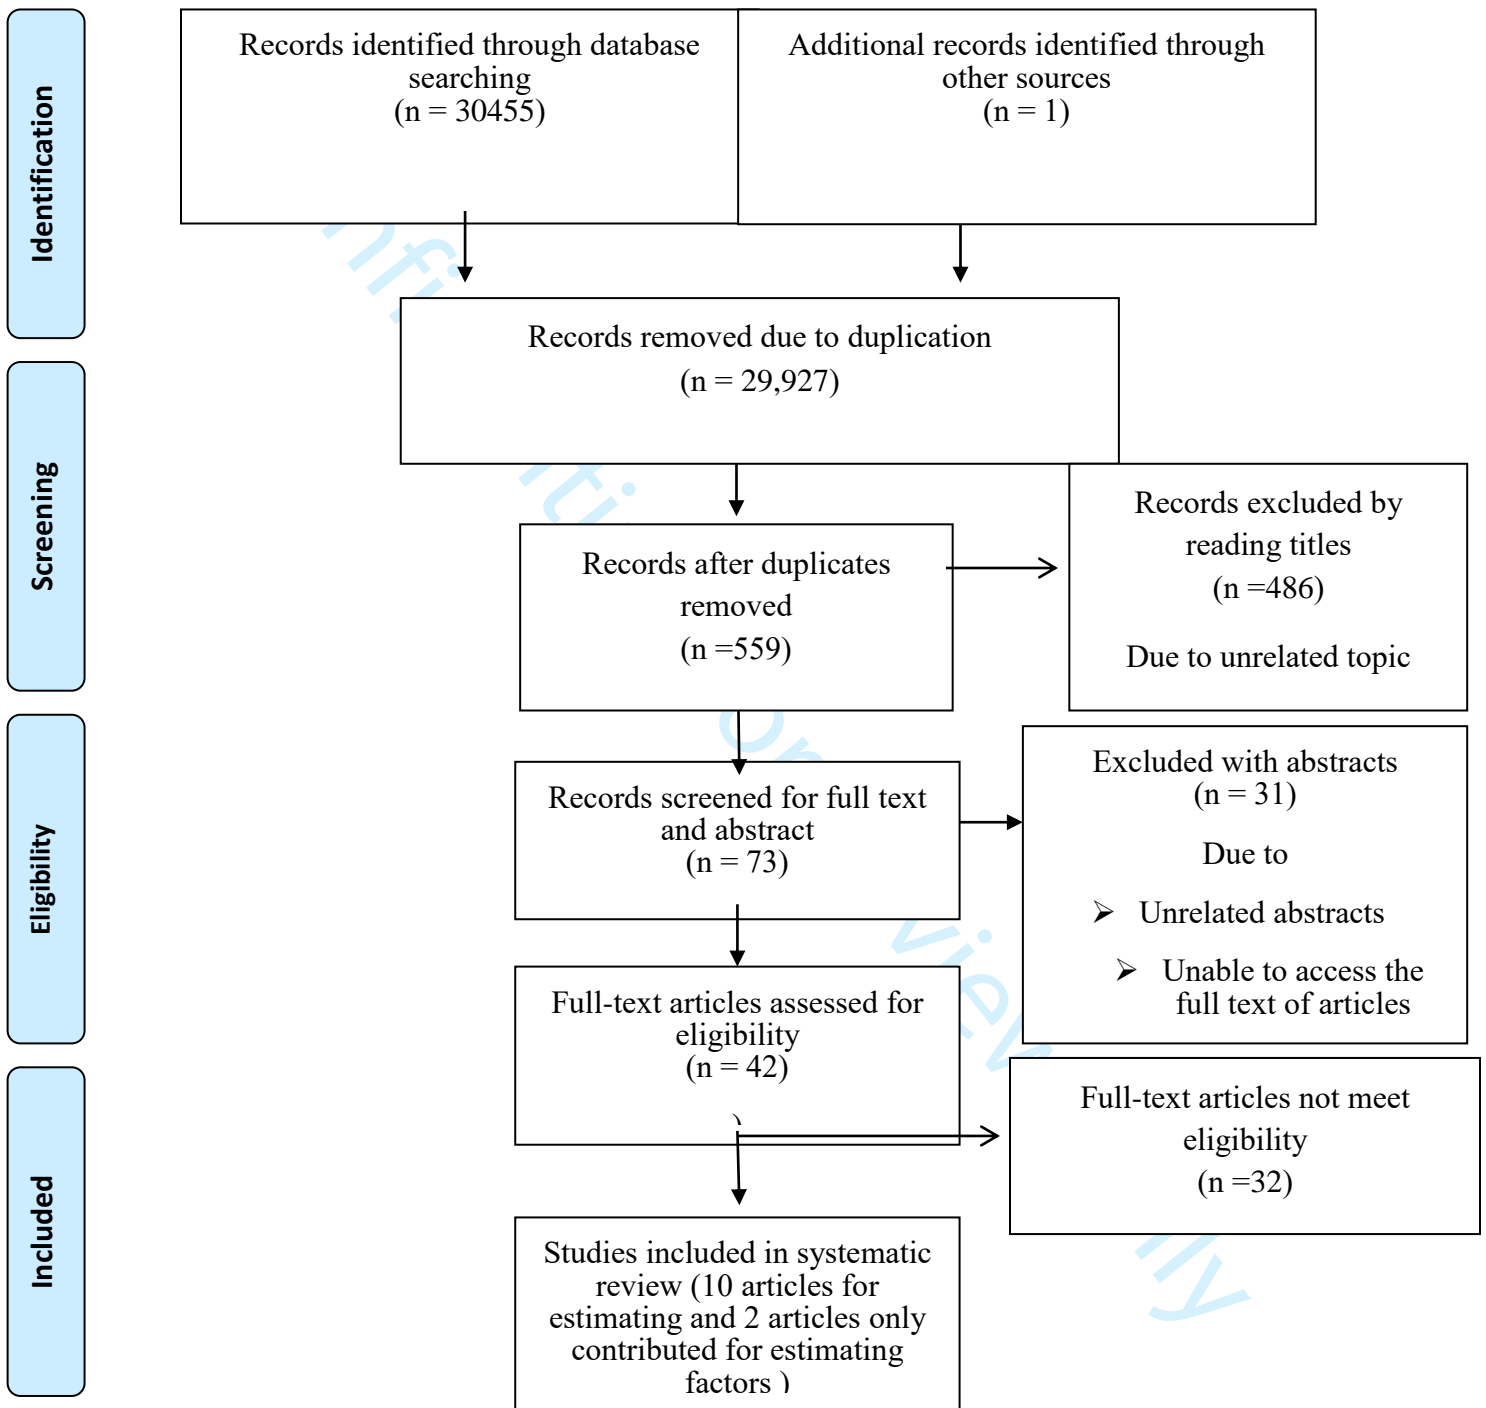 Identification
Records identified through database
searching
(n = 30455)
Additional records identified through
other sources
(n = 1)
Records removed due to duplication
(n = 29,927)
Screening
Records after duplicates
removed
(n =559)
Records excluded by
reading titles
(n =486)
Due to unrelated topic
Eligibility
Records screened for full text
and abstract
(n = 73)
Excluded with abstracts
(n = 31)
Due to
➢ Unrelated abstracts
➢ Unable to access the
full text of articles
Full-text articles assessed for
eligibility
(n = 42)
)
Full-text articles not meet
eligibility
(n =32)
Included
Studies included in systematic
review (10 articles for
estimating and 2 articles only
contributed for estimating
factors )